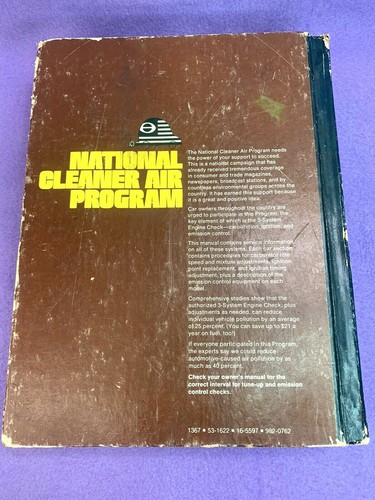 NATIONAL
CLEANER AIR
PROGRAM
The National Cleaner Air Program needs
the power of your support to succeed.
This is a national campaign that has
already received tremendous coverage
in consumer and trade magazines,
newspapers, broadcast stations, and by
countless environmental groups across the
country. It has earned this support because
it is a great and positive idea.
Car owners throughout the country are
urged to participate in this Program, the
key element of which is the 3-System
Engine Check—carburetion, ignition, and
emission control.
This manual contains service information
on all of these systems. Each car section
contains procedures for carburetor idle
speed and mixture adjustments, ignition
point replacement, and ignition timing
adjustment, plus a description of the
emission control equipment on each
model.
Comprehensive studies show that the
authorized 3-System Engine Check, plus
adjustments as needed, can reduce
individual vehicle pollution by an average
of 25 percent. (You can save up to $21 a
year on fuel, too!)
If everyone participated in this Program,
the experts say we could reduce
automotive-caused air pollution by as
much as 40 percent.
Check your owner's manual for the
correct interval for tune-up and emission
control checks.
1367 • 53-1622 • 16-5597 • 982-0762